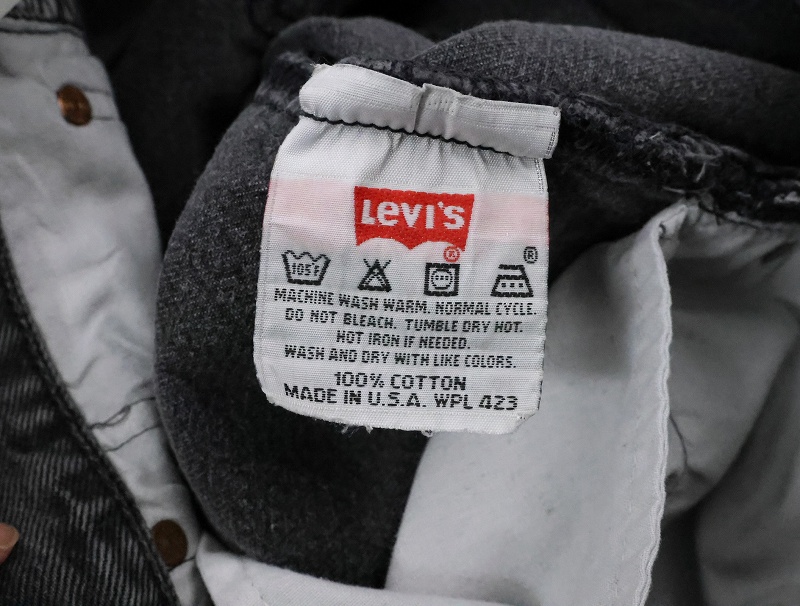 LEVI'S
®
®
105°F
MACHINE WASH WARM. NORMAL CYCLE.
DO NOT BLEACH. TUMBLE DRY HOT.
HOT IRON IF NEEDED.
WASH AND DRY WITH LIKE COLORS.
100% COTTON
MADE IN U.S.A. WPL 423